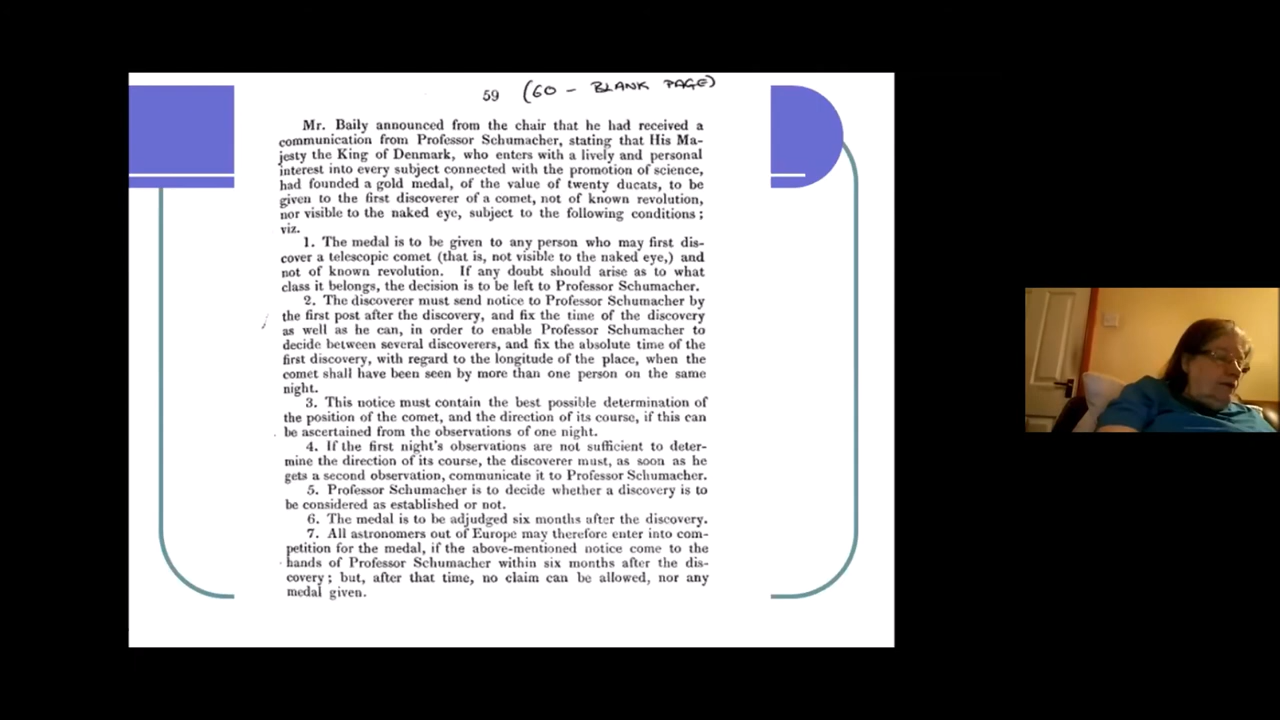 59 (60 - BLANK PAGE)
Mr. Baily announced from the chair that he had received a
communication from Professor Schumacher, stating that His Ma-
jesty the King of Denmark, who enters with a lively and personal
interest into every subject connected with the promotion of science,
had founded a gold medal, of the value of twenty ducats, to be
given to the first discoverer of a comet, not of known revolution,
nor visible to the naked eye, subject to the following conditions;
viz.
1. The medal is to be given to any person who may first dis-
cover a telescopic comet (that is, not visible to the naked eye,) and
not of known revolution. If any doubt should arise as to what
class it belongs, the decision is to be left to Professor Schumacher.
2. The discoverer must send notice to Professor Schumacher by
the first post after the discovery, and fix the time of the discovery
as well as he can, in order to enable Professor Schumacher to
decide between several discoverers, and fix the absolute time of the
first discovery, with regard to the longitude of the place, when the
comet shall have been seen by more than one person on the same
night.
3. This notice must contain the best possible determination of
the position of the comet, and the direction of its course, if this can
be ascertained from the observations of one night.
4. If the first night's observations are not sufficient to deter-
mine the direction of its course, the discoverer must, as soon as he
gets a second observation, communicate it to Professor Schumacher.
5. Professor Schumacher is to decide whether a discovery is to
be considered as established or not.
6. The medal is to be adjudged six months after the discovery.
7. All astronomers out of Europe may therefore enter into com-
petition for the medal, if the above-mentioned notice come to the
hands of Professor Schumacher within six months after the dis-
covery; but, after that time, no claim can be allowed, nor any
medal given.